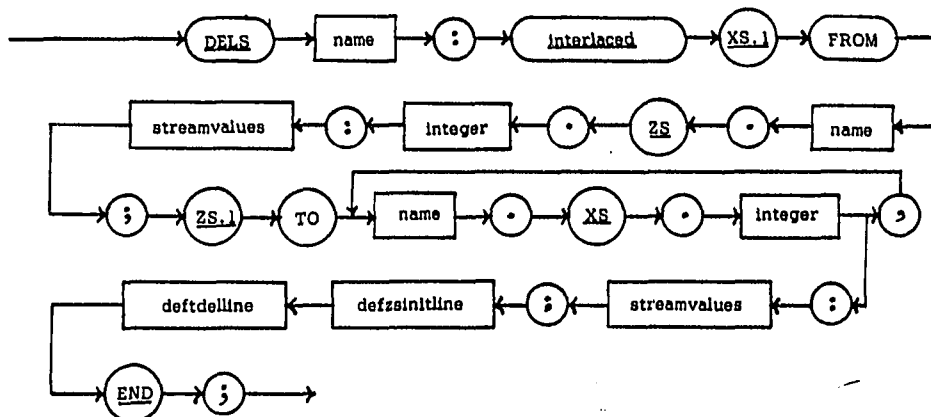 DELS name : interlaced XS.1 FROM
streamvalues : integer . ZS . name
; ZS.1 TO name . XS . integer ,
deftdelline defzsinitline ; streamvalues :
END ;